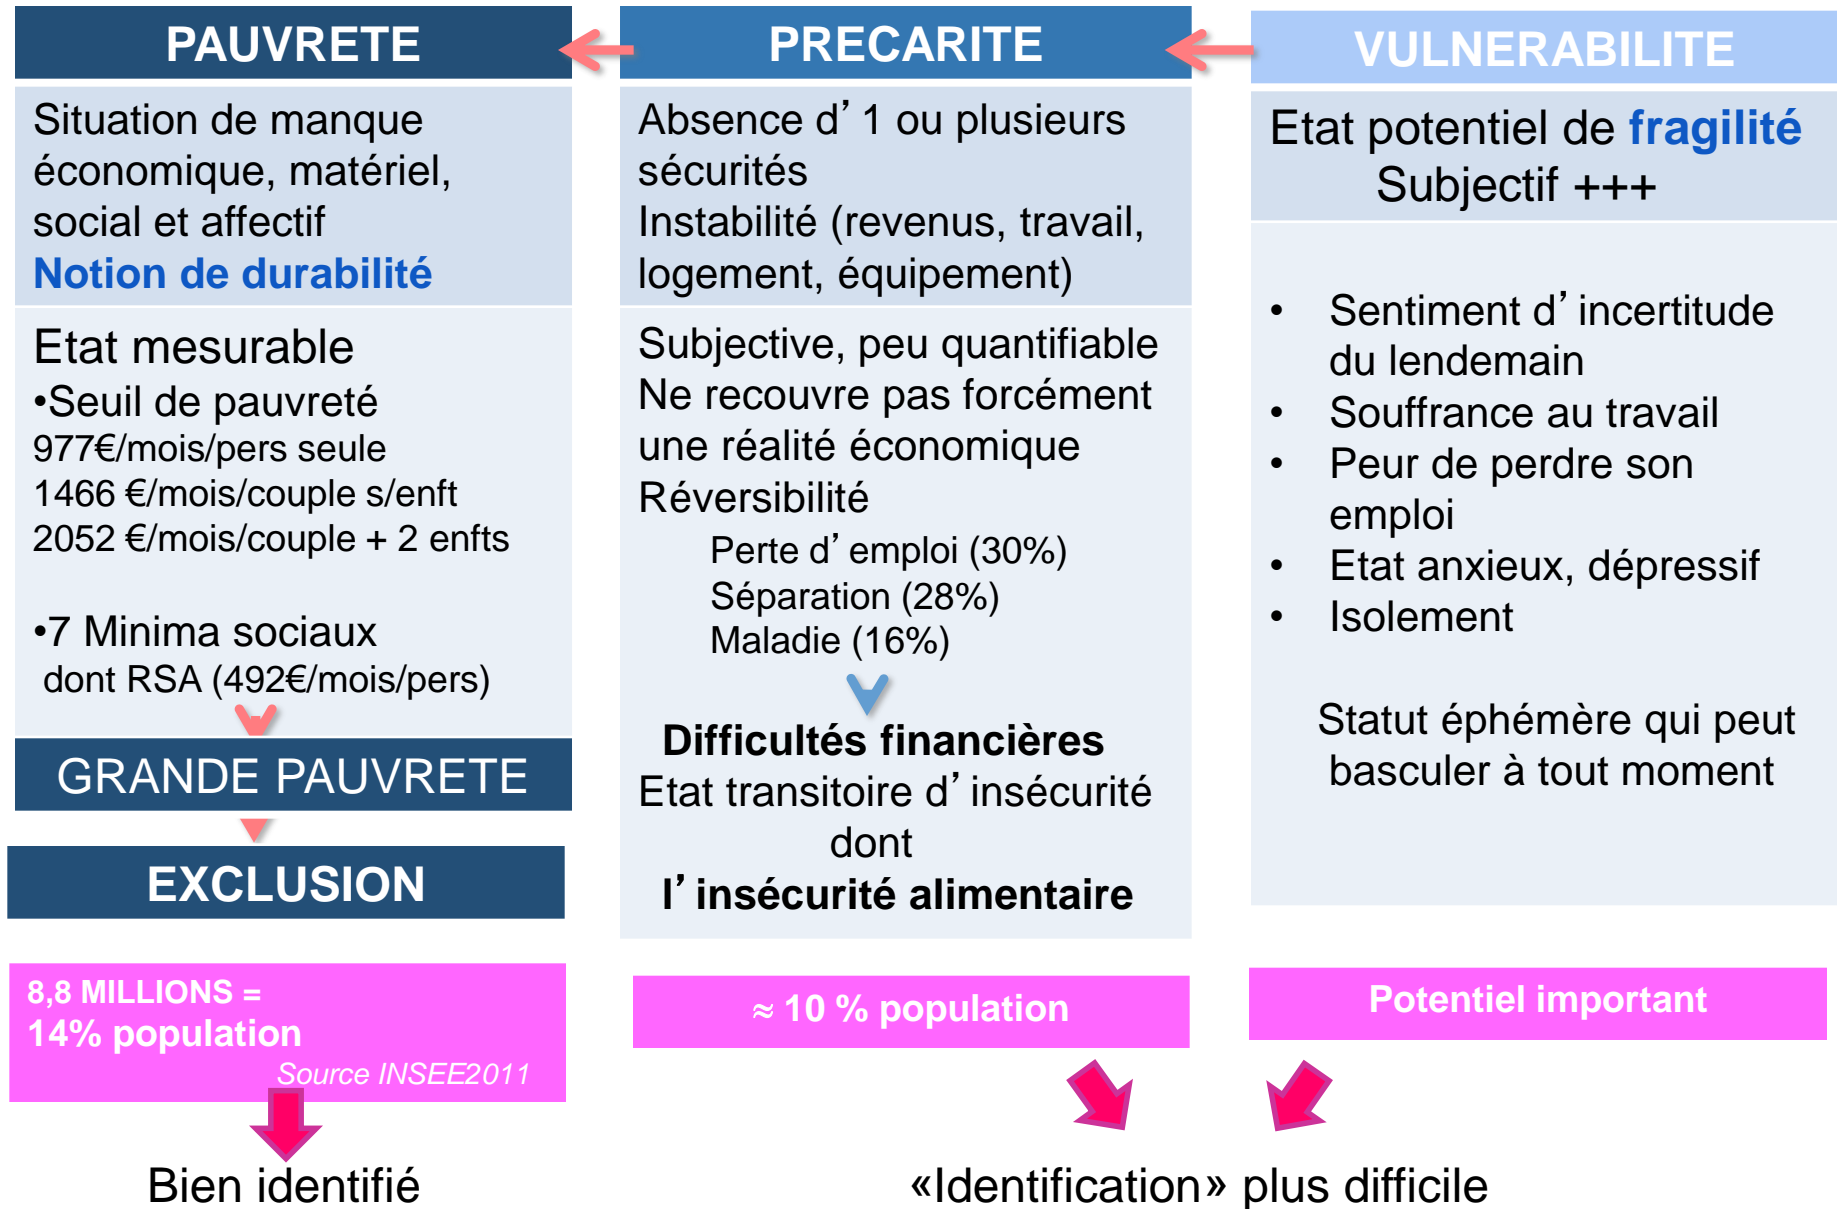 PAUVRETE
Situation de manque
économique, matériel,
social et affectif
Notion de durabilité
Etat mesurable
•Seuil de pauvreté
977€/mois/pers seule
1466 €/mois/couple s/enft
2052 €/mois/couple + 2 enfts
•7 Minima sociaux
dont RSA (492€/mois/pers)
GRANDE PAUVRETE
EXCLUSION
8,8 MILLIONS =
14% population
Source INSEE2011
Bien identifié
PRECARITE
Absence d’ 1 ou plusieurs
sécurités
Instabilité (revenus, travail,
logement, équipement)
Subjective, peu quantifiable
Ne recouvre pas forcément
une réalité économique
Réversibilité
Perte d’ emploi (30%)
Séparation (28%)
Maladie (16%)
Difficultés financières
Etat transitoire d’ insécurité
dont
l’ insécurité alimentaire
≈ 10 % population
VULNERABILITE
Etat potentiel de fragilité
Subjectif +++
• Sentiment d’ incertitude
du lendemain
• Souffrance au travail
• Peur de perdre son
emploi
• Etat anxieux, dépressif
• Isolement
Statut éphémère qui peut
basculer à tout moment
Potentiel important
«Identification» plus difficile